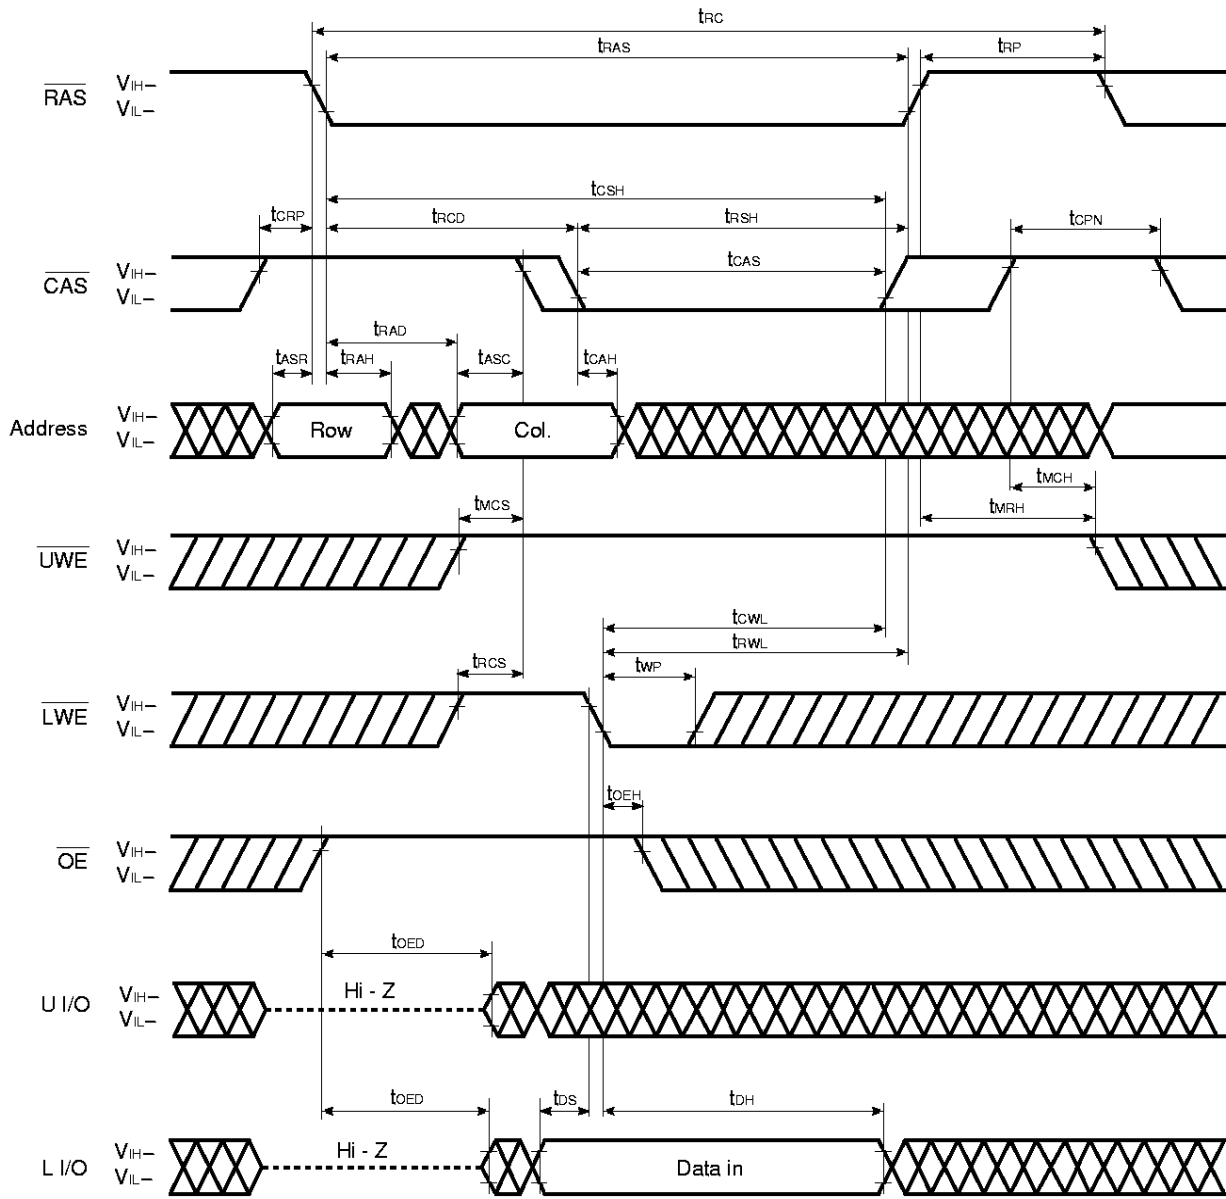 tRC
tRAS
tRP
RAS
VIH–
VIL–
tCSH
tCRP
tRCD
tRSH
tCPN
CAS
VIH–
VIL–
tCAS
tRAD
tASR
tRAH
tASC
tCAH
Address
VIH–
VIL–
Row
Col.
tMCH
tMCS
tMRH
UWE
VIH–
VIL–
tCWL
tRWL
tRCS
tWP
LWE
VIH–
VIL–
tOEH
OE
VIH–
VIL–
tOED
U I/O
VIH–
VIL–
Hi - Z
tOED
tDS
tDH
L I/O
VIH–
VIL–
Hi - Z
Data in